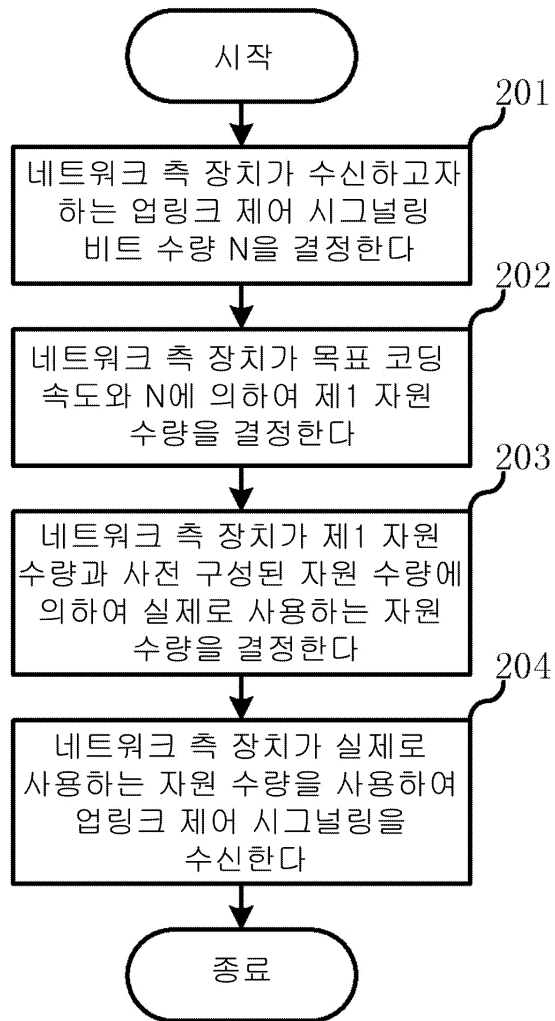 시작
201
네트워크 측 장치가 수신하고자
하는 업링크 제어 시그널링
비트 수량 N을 결정한다
202
네트워크 측 장치가 목표 코딩
속도와 N에 의하여 제1 자원
수량을 결정한다
203
네트워크 측 장치가 제1 자원
수량과 사전 구성된 자원 수량에
의하여 실제로 사용하는 자원
수량을 결정한다
204
네트워크 측 장치가 실제로
사용하는 자원 수량을 사용하여
업링크 제어 시그널링을
수신한다
종료